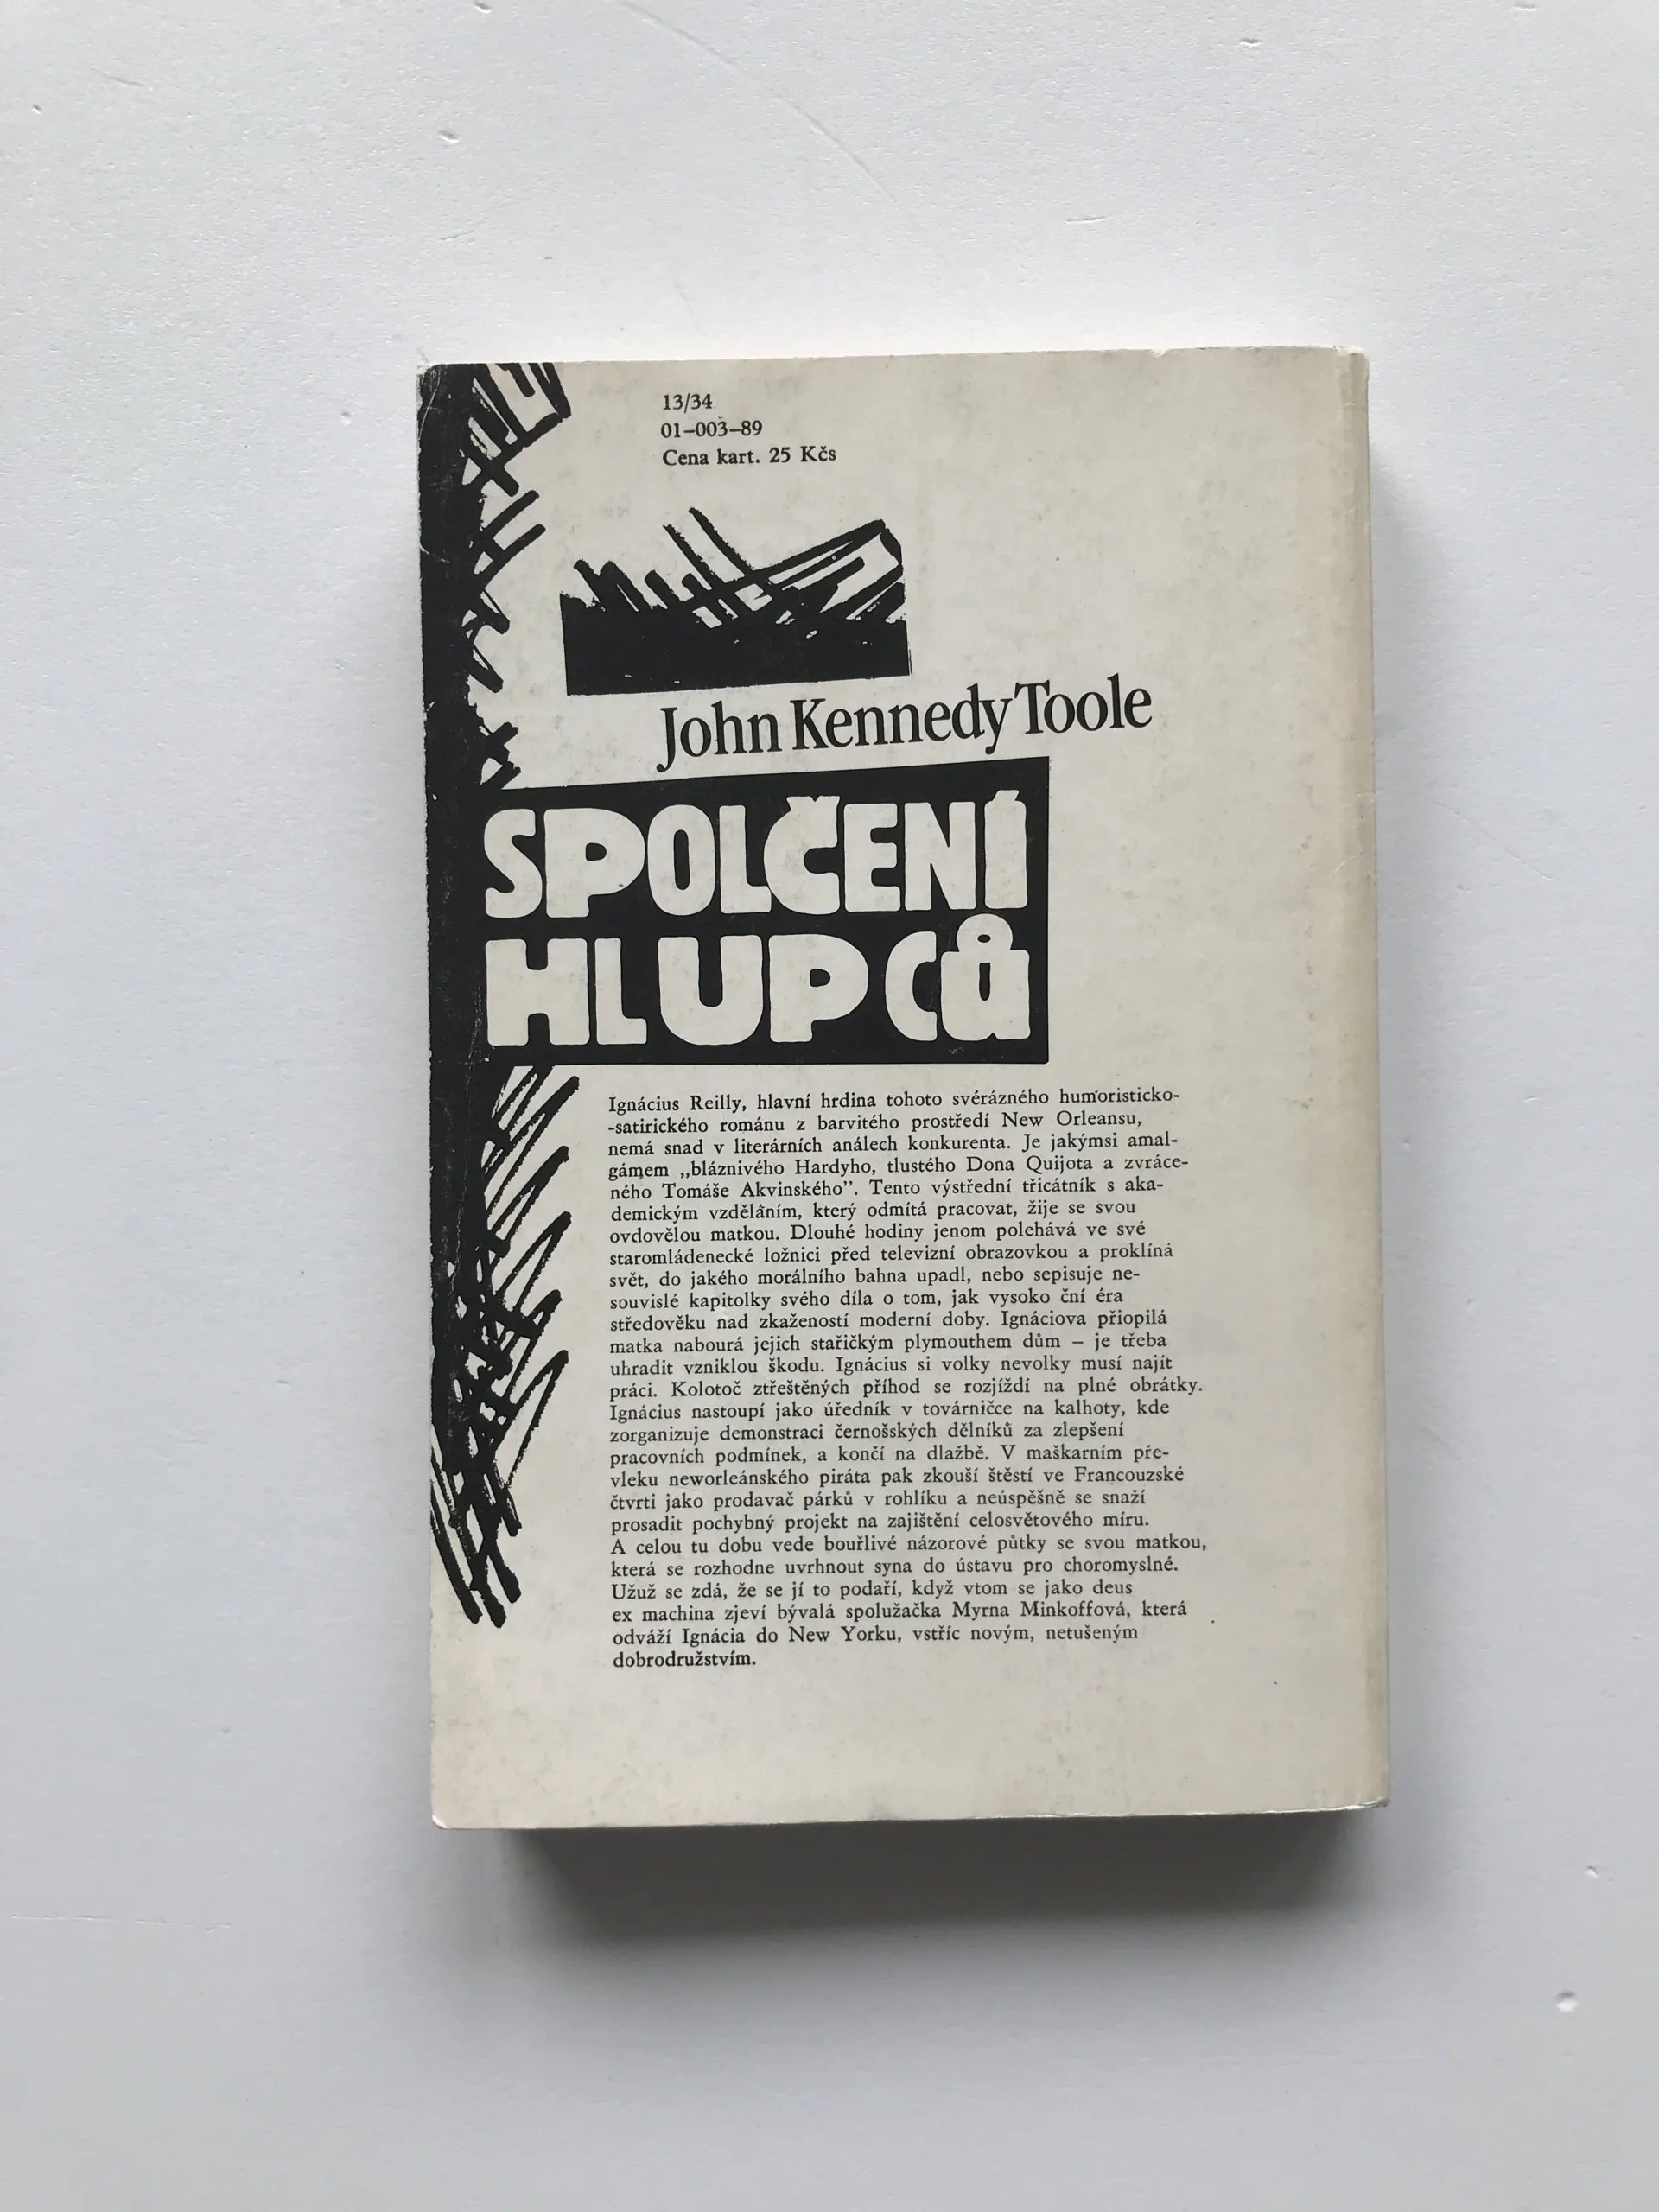 13/34
01-003-89
Cena kart. 25 Kčs
John Kennedy Toole
SPOLČENÍ
HLUPCŮ
Ignácius Reilly, hlavní hrdina tohoto svérázného humoristicko-
-satirického románu z barvitého prostředí New Orleansu,
nemá snad v literárních análech konkurenta. Je jakýmsi amal-
gámem „bláznivého Hardyho, tlustého Dona Quijota a zvráce-
ného Tomáše Akvinského”. Tento výstřední třicátník s aka-
demickým vzděláním, který odmítá pracovat, žije se svou
ovdovělou matkou. Dlouhé hodiny jenom polehává ve své
staromládenecké ložnici před televizní obrazovkou a proklíná
svět, do jakého morálního bahna upadl, nebo sepisuje ne-
souvislé kapitolky svého díla o tom, jak vysoko ční éra
středověku nad zkažeností moderní doby. Ignáciova přiopilá
matka nabourá jejich stařičkým plymouthem dům – je třeba
uhradit vzniklou škodu. Ignácius si volky nevolky musí najít
práci. Kolotoč ztřeštěných příhod se rozjíždí na plné obrátky.
Ignácius nastoupí jako úředník v továrničce na kalhoty, kde
zorganizuje demonstraci černošských dělníků za zlepšení
pracovních podmínek, a končí na dlažbě. V maškarním pře-
vleku neworleánského piráta pak zkouší štěstí ve Francouzské
čtvrti jako prodavač párků v rohlíku a neúspěšně se snaží
prosadit pochybný projekt na zajištění celosvětového míru.
A celou tu dobu vede bouřlivé názorové půtky se svou matkou,
která se rozhodne uvrhnout syna do ústavu pro choromyslné.
Užuž se zdá, že se jí to podaří, když vtom se jako deus
ex machina zjeví bývalá spolužačka Myrna Minkoffová, která
odváží Ignácia do New Yorku, vstříc novým, netušeným
dobrodružstvím.